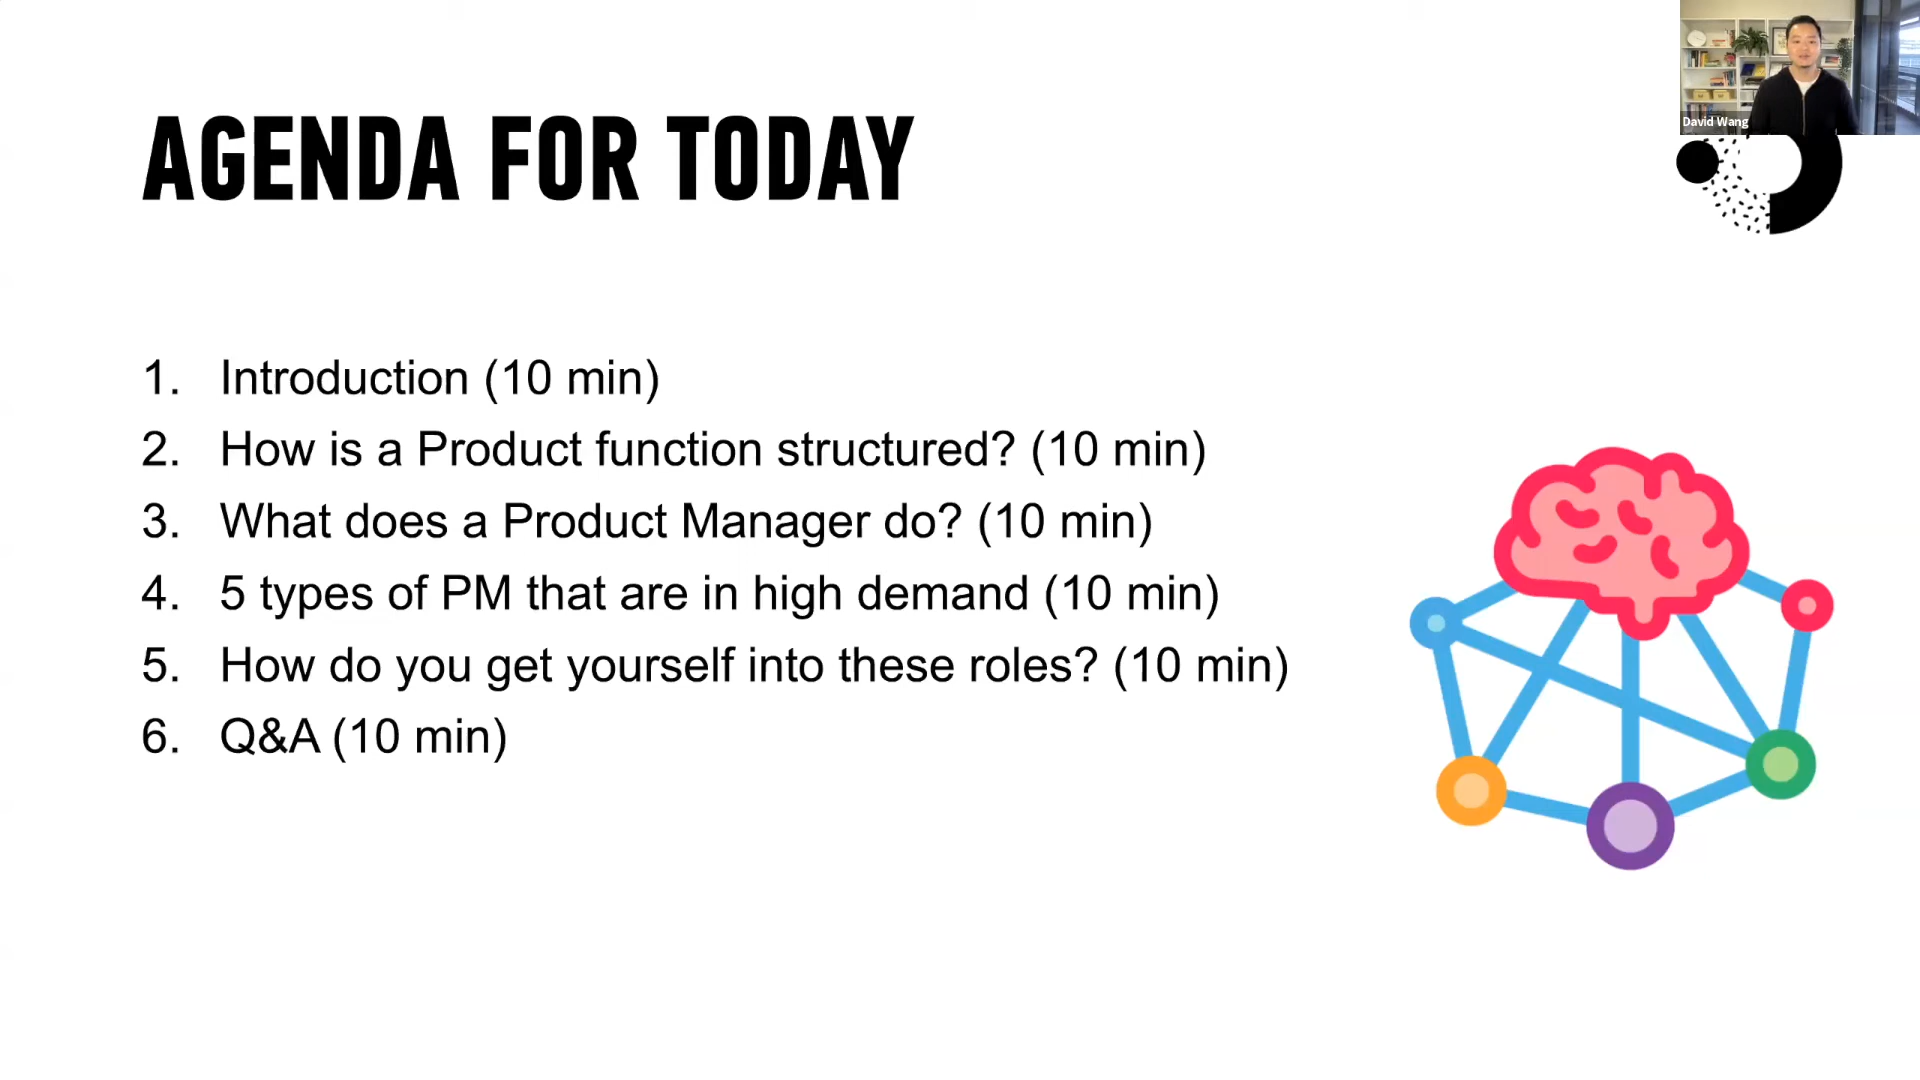 AGENDA FOR TODAY
David Wang
1. Introduction (10 min)
2. How is a Product function structured? (10 min)
3. What does a Product Manager do? (10 min)
4. 5 types of PM that are in high demand (10 min)
5. How do you get yourself into these roles? (10 min)
6. Q&A (10 min)